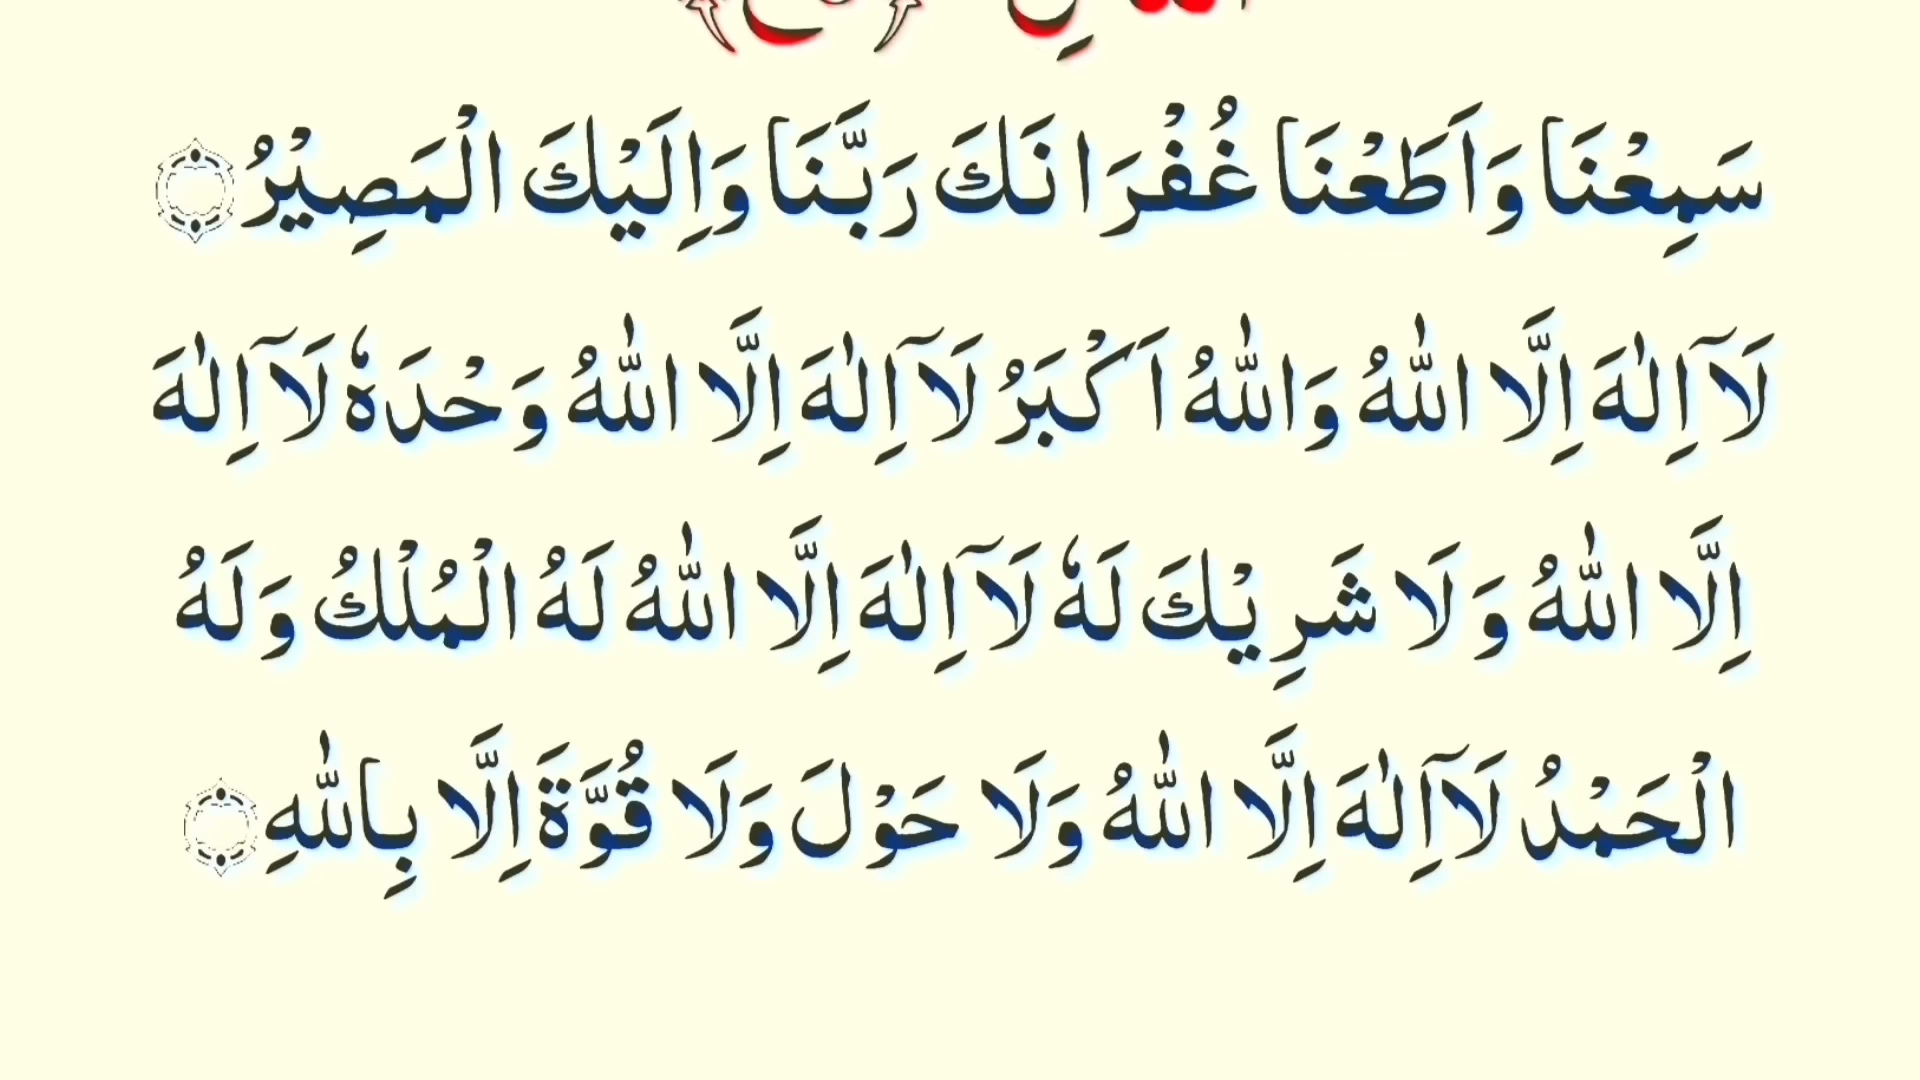 سَمِعْنَا وَاَطَعْنَا غُفْرَانَكَ رَبَّنَا وَاِلَيْكَ الْمَصِيْرُ ۝
لَآ اِلٰهَ اِلَّا اللّٰهُ وَاللّٰهُ اَكْبَرُ لَآ اِلٰهَ اِلَّا اللّٰهُ وَحْدَهٗ لَآ اِلٰهَ
اِلَّا اللّٰهُ وَلَا شَرِيْكَ لَهٗ لَآ اِلٰهَ اِلَّا اللّٰهُ لَهُ الْمُلْكُ وَلَهُ
الْحَمْدُ لَآ اِلٰهَ اِلَّا اللّٰهُ وَلَا حَوْلَ وَلَا قُوَّةَ اِلَّا بِاللّٰهِ ۝